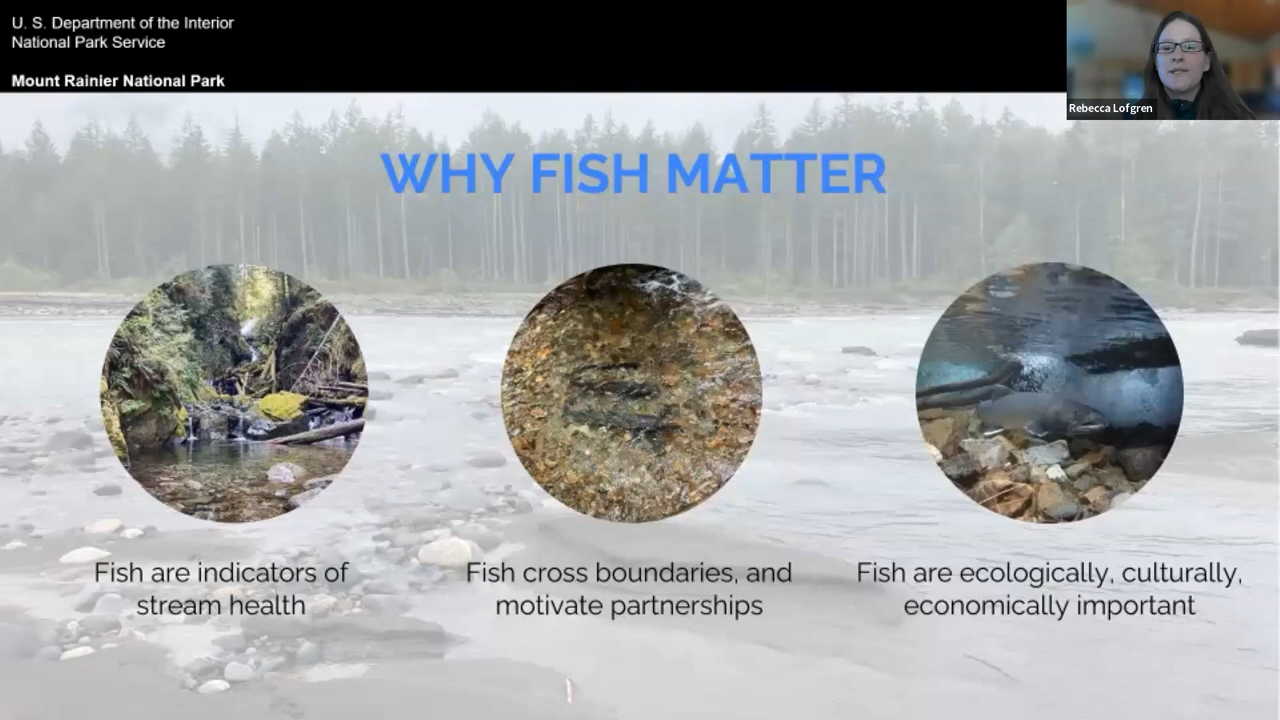 U. S. Department of the Interior
National Park Service
Mount Rainier National Park
Rebecca Lofgren
WHY FISH MATTER
Fish are indicators of
stream health
Fish cross boundaries, and
motivate partnerships
Fish are ecologically, culturally,
economically important